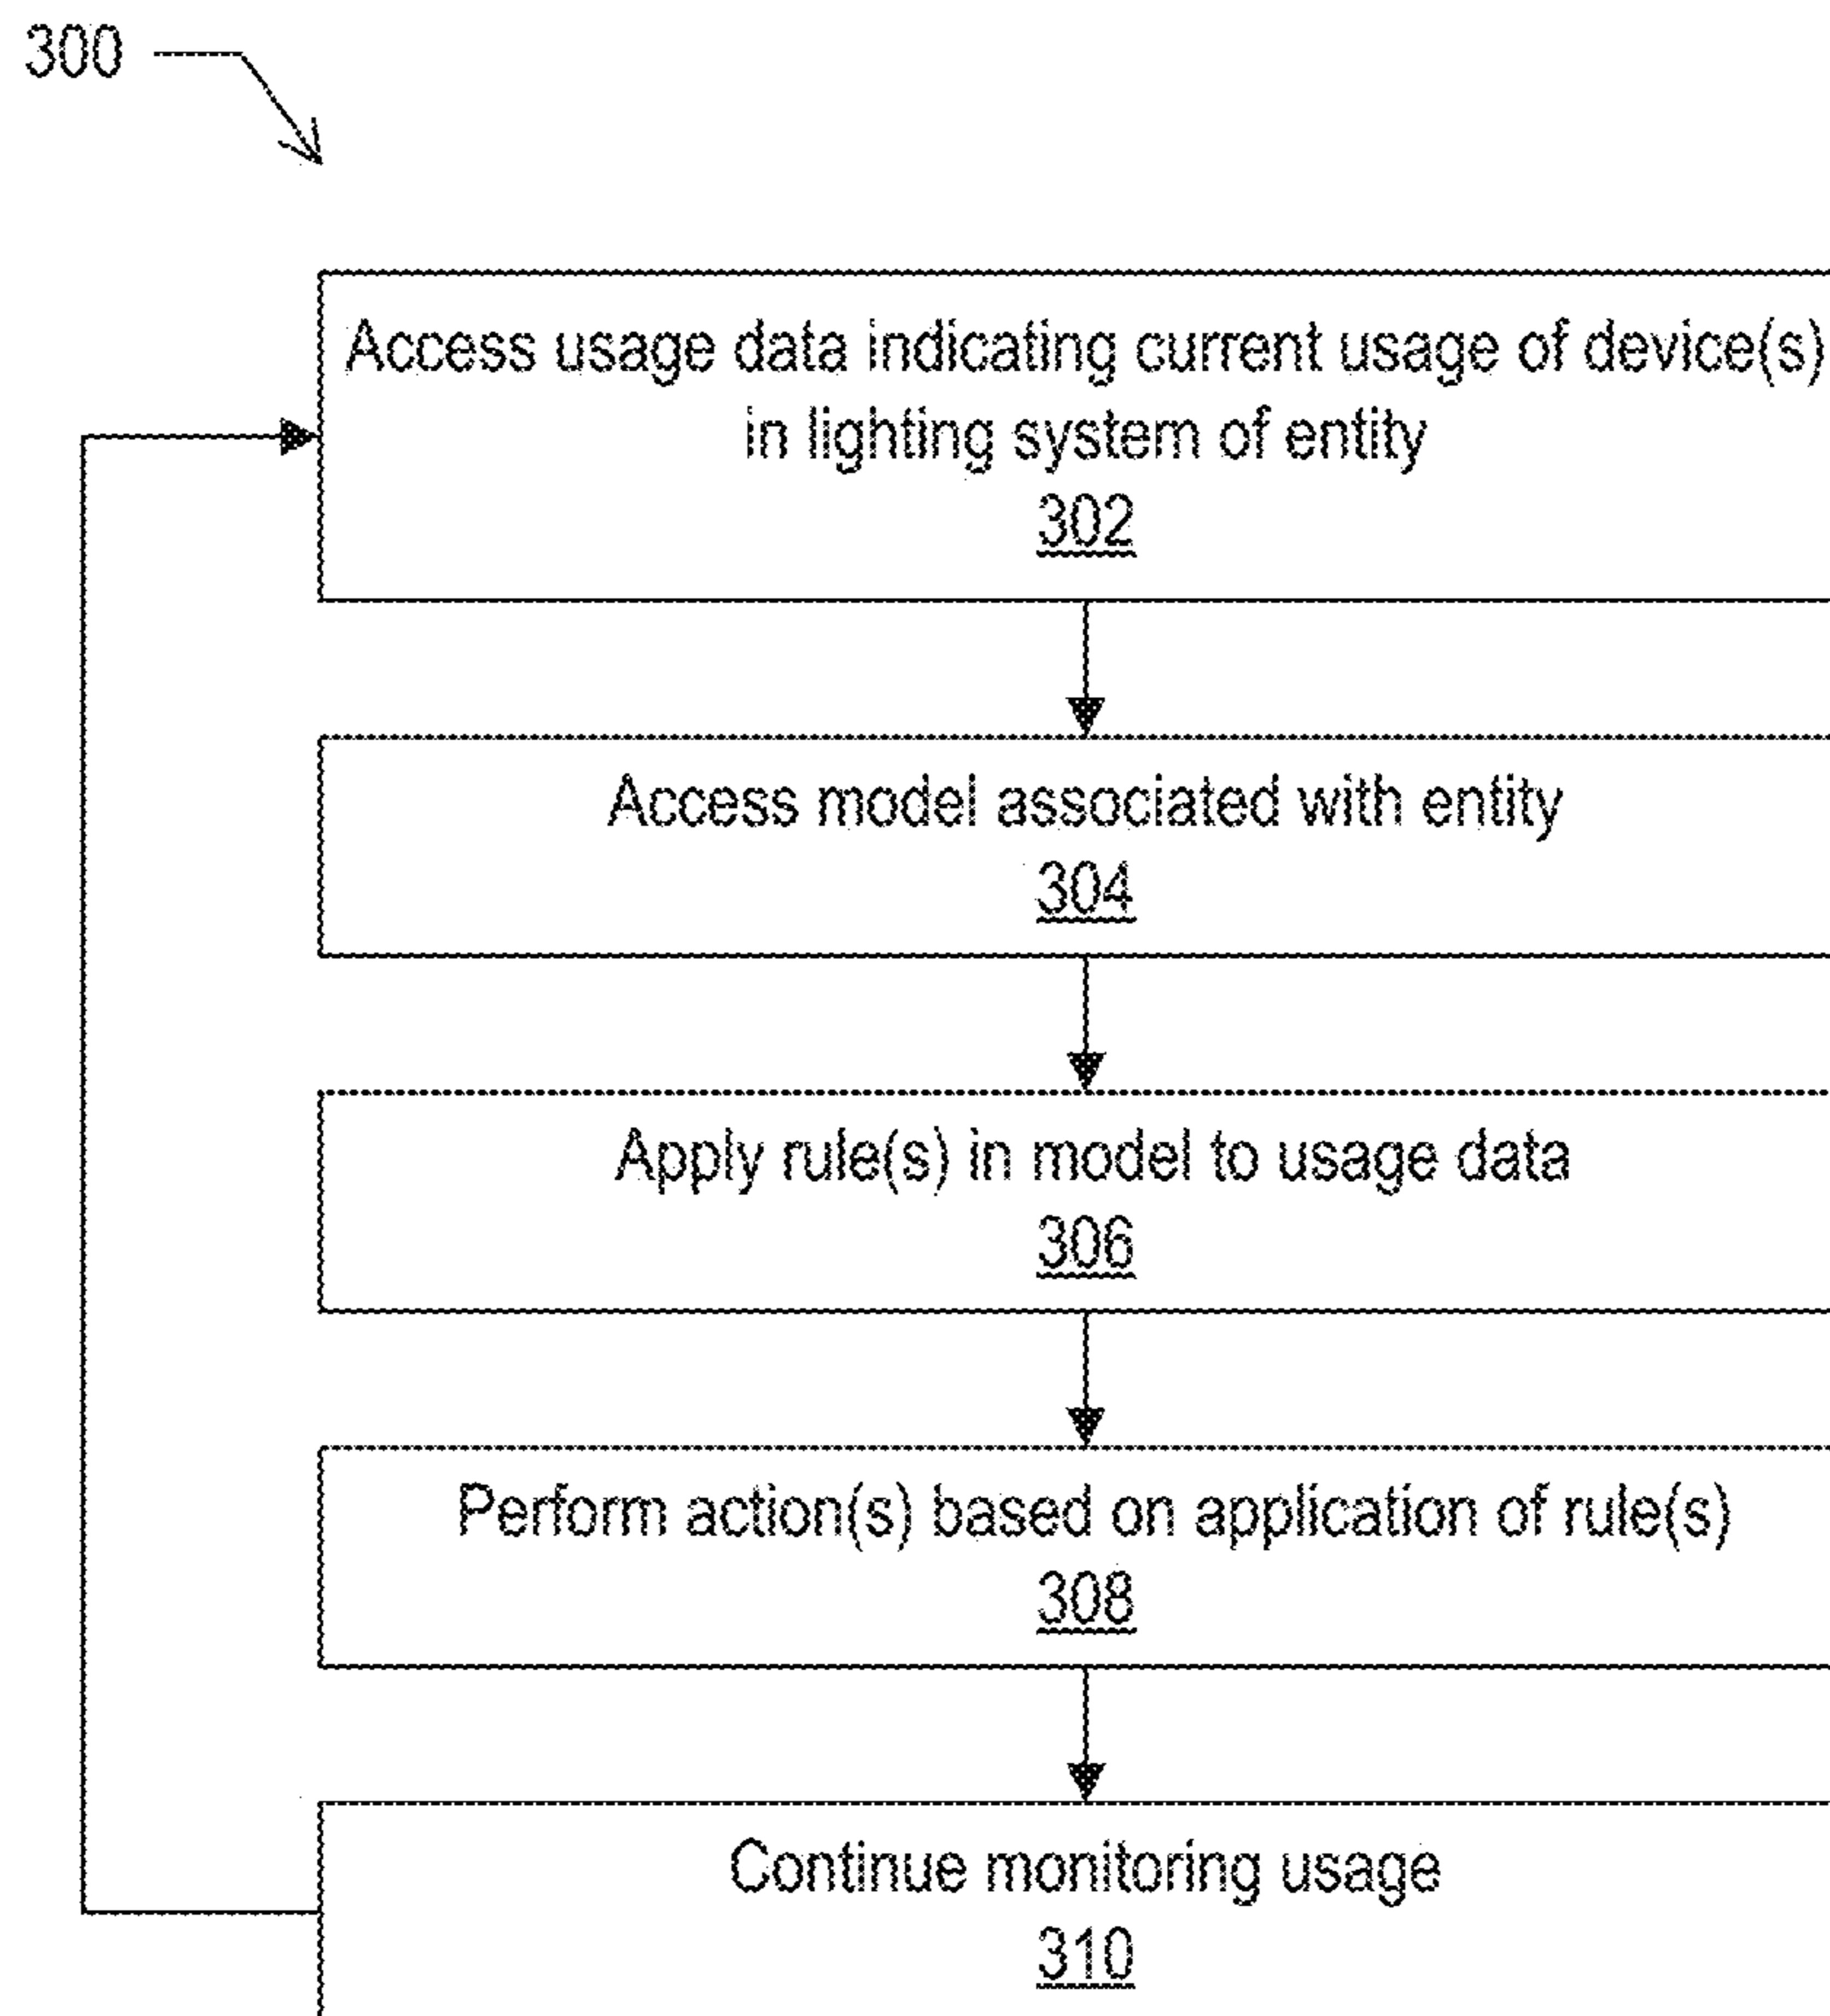 300
Access usage data indicating current usage of device(s)
in lighting system of entity
302
Access model associated with entity
304
Apply rule(s) in model to usage data
306
Perform action(s) based on application of rule(s)
308
Continue monitoring usage
310